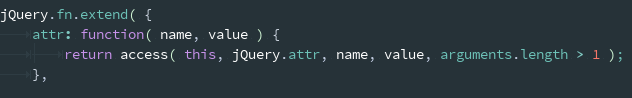 jQuery.fn.extend( {
attr: function( name, value ) {
return access( this, jQuery.attr, name, value, arguments.length > 1 );
},